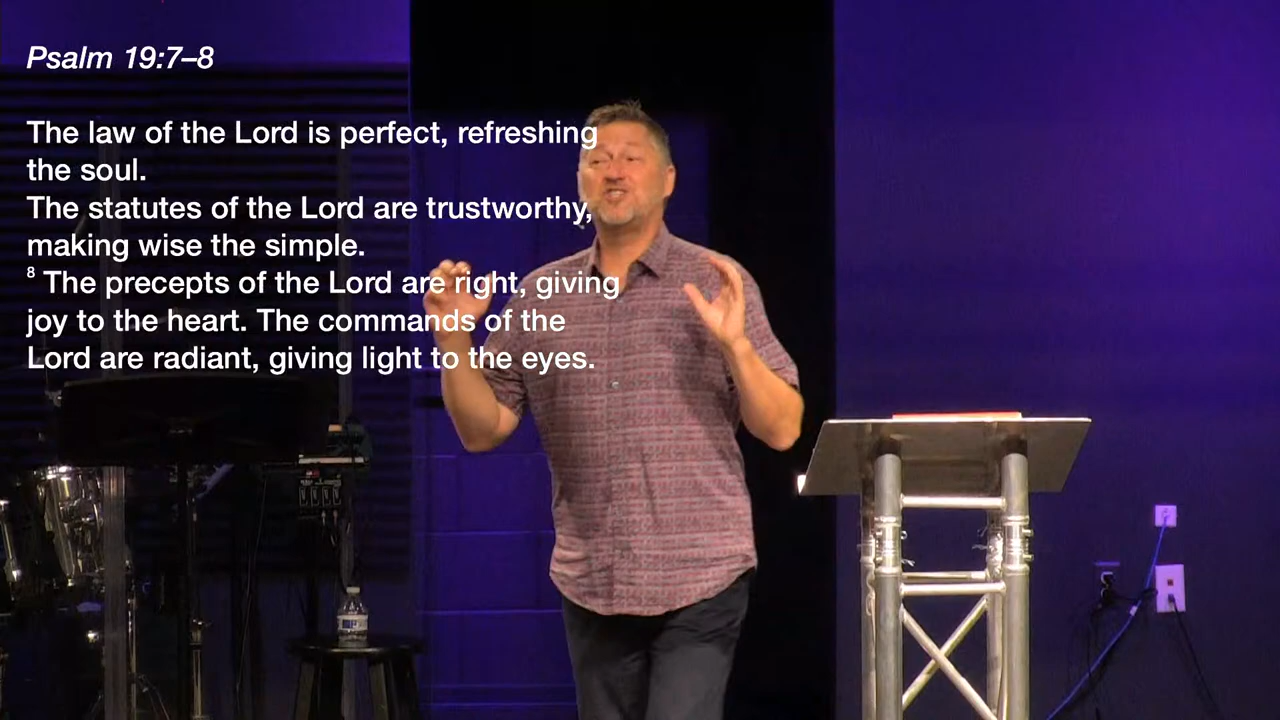 Psalm 19:7–8
The law of the Lord is perfect, refreshing
the soul.
The statutes of the Lord are trustworthy,
making wise the simple.
8 The precepts of the Lord are right, giving
joy to the heart. The commands of the
Lord are radiant, giving light to the eyes.